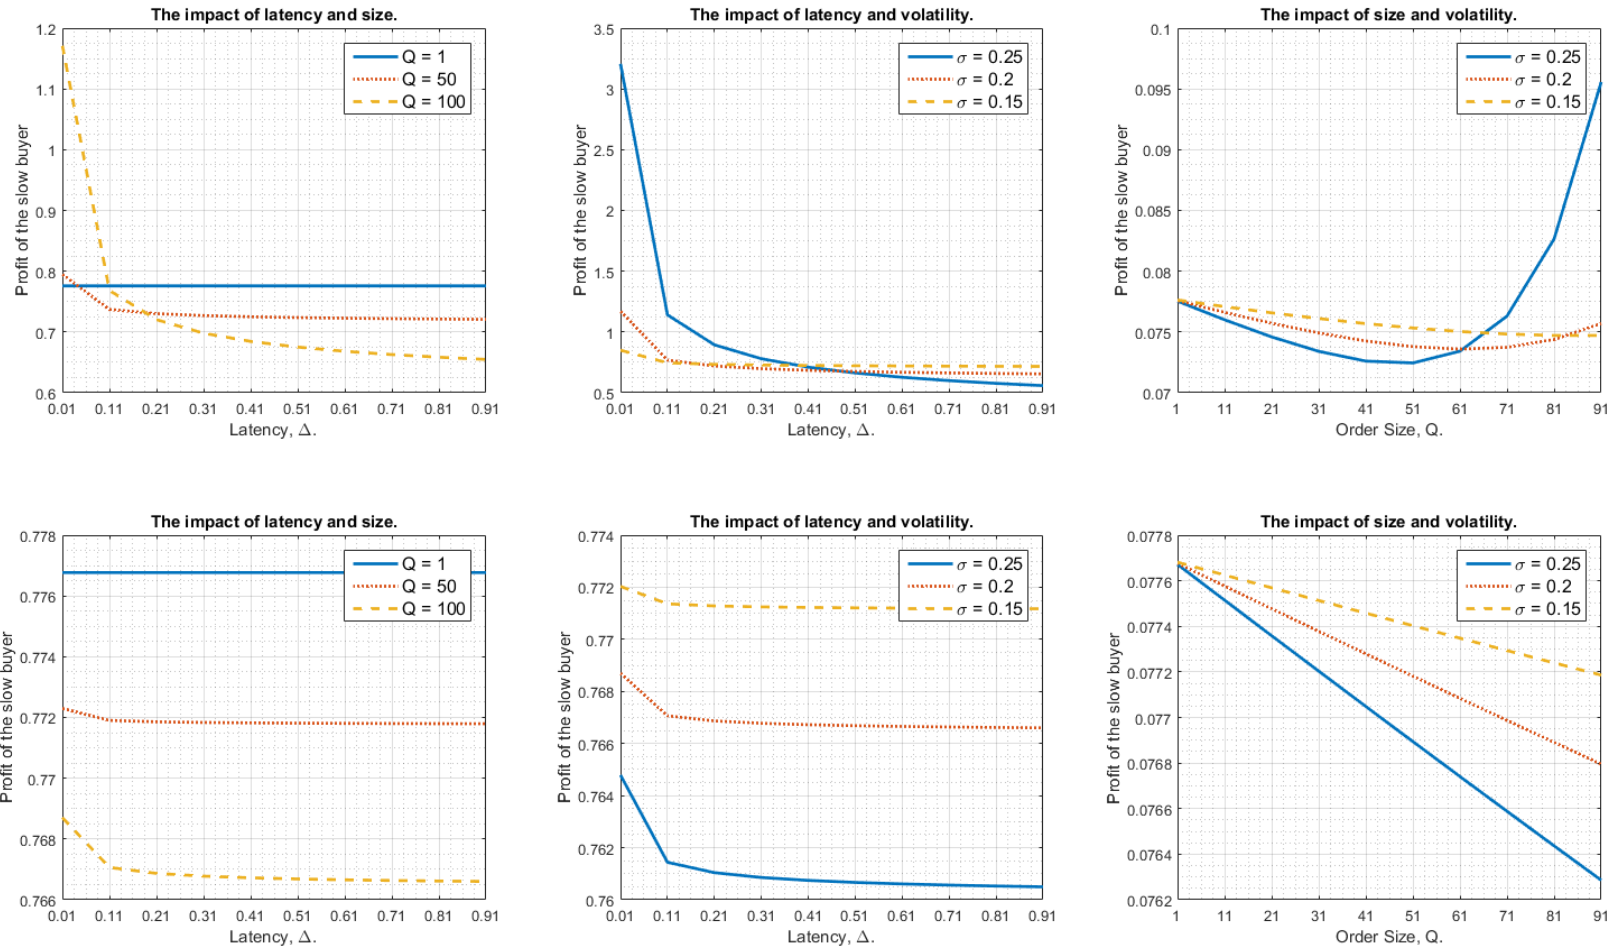 The impact of latency and size.
Profit of the slow buyer
1.2
1.1
1
0.9
0.8
0.7
0.6
Q = 1
Q = 50
Q = 100
0.01 0.11 0.21 0.31 0.41 0.51 0.61 0.71 0.81 0.91
Latency, Δ.
The impact of latency and volatility.
Profit of the slow buyer
3.5
3
2.5
2
1.5
1
0.5
σ = 0.25
σ = 0.2
σ = 0.15
0.01 0.11 0.21 0.31 0.41 0.51 0.61 0.71 0.81 0.91
Latency, Δ.
The impact of size and volatility.
Profit of the slow buyer
0.1
0.095
0.09
0.085
0.08
0.075
0.07
σ = 0.25
σ = 0.2
σ = 0.15
1 11 21 31 41 51 61 71 81 91
Order Size, Q.
The impact of latency and size.
Profit of the slow buyer
0.778
0.776
0.774
0.772
0.77
0.768
0.766
Q = 1
Q = 50
Q = 100
0.01 0.11 0.21 0.31 0.41 0.51 0.61 0.71 0.81 0.91
Latency, Δ.
The impact of latency and volatility.
Profit of the slow buyer
0.774
0.772
0.77
0.768
0.766
0.764
0.762
0.76
σ = 0.25
σ = 0.2
σ = 0.15
0.01 0.11 0.21 0.31 0.41 0.51 0.61 0.71 0.81 0.91
Latency, Δ.
The impact of size and volatility.
Profit of the slow buyer
0.0778
0.0776
0.0774
0.0772
0.077
0.0768
0.0766
0.0764
0.0762
σ = 0.25
σ = 0.2
σ = 0.15
1 11 21 31 41 51 61 71 81 91
Order Size, Q.